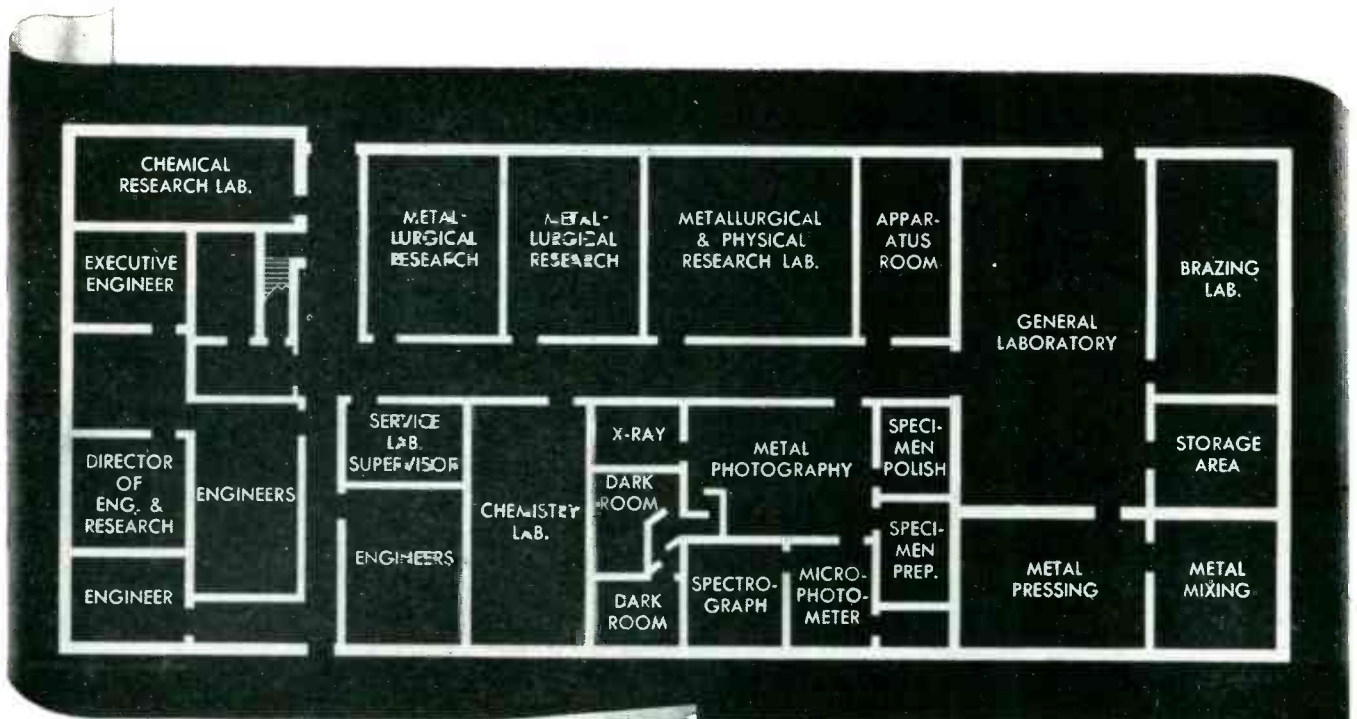 CHEMICAL
RESEARCH LAB.
METAL-
LURGICAL
RESEARCH
METAL-
LURGICAL
RESEARCH
METALLURGICAL
& PHYSICAL
RESEARCH LAB.
APPAR-
ATUS
ROOM
EXECUTIVE
ENGINEER
BRAZING
LAB.
GENERAL
LABORATORY
SERVICE
LAB.
SUPERVISOR
X-RAY
METAL
PHOTOGRAPHY
SPECI-
MEN
POLISH
STORAGE
AREA
DIRECTOR
OF
ENG. &
RESEARCH
ENGINEERS
DARK
ROOM
CHEMISTRY
LAB.
ENGINEERS
SPECI-
MEN
PREP.
ENGINEER
DARK
ROOM
SPECTRO-
GRAPH
MICRO-
PHOTO-
METER
METAL
PRESSING
METAL
MIXING